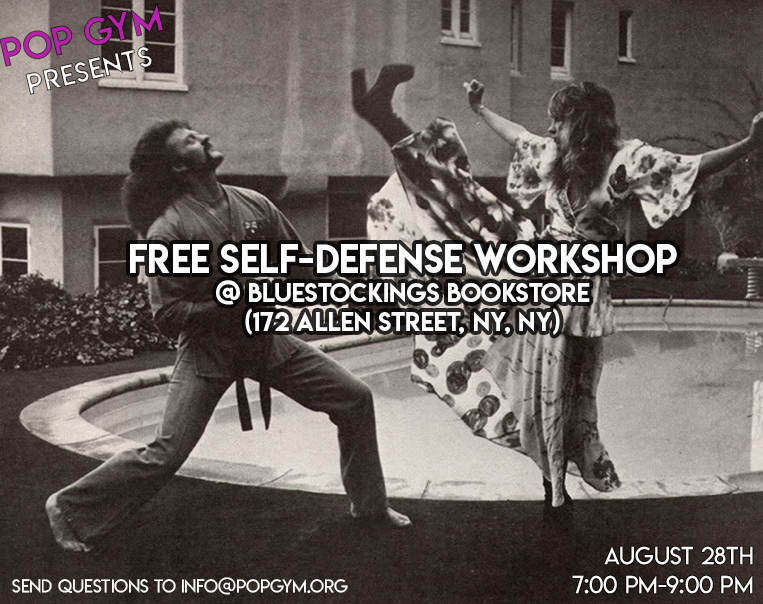 POP GYM
PRESENTS
FREE SELF-DEFENSE WORKSHOP
@ BLUESTOCKINGS BOOKSTORE
(172 ALLEN STREET, NY, NY)
AUGUST 28TH
7:00 PM-9:00 PM
SEND QUESTIONS TO INFO@POPGYM.ORG